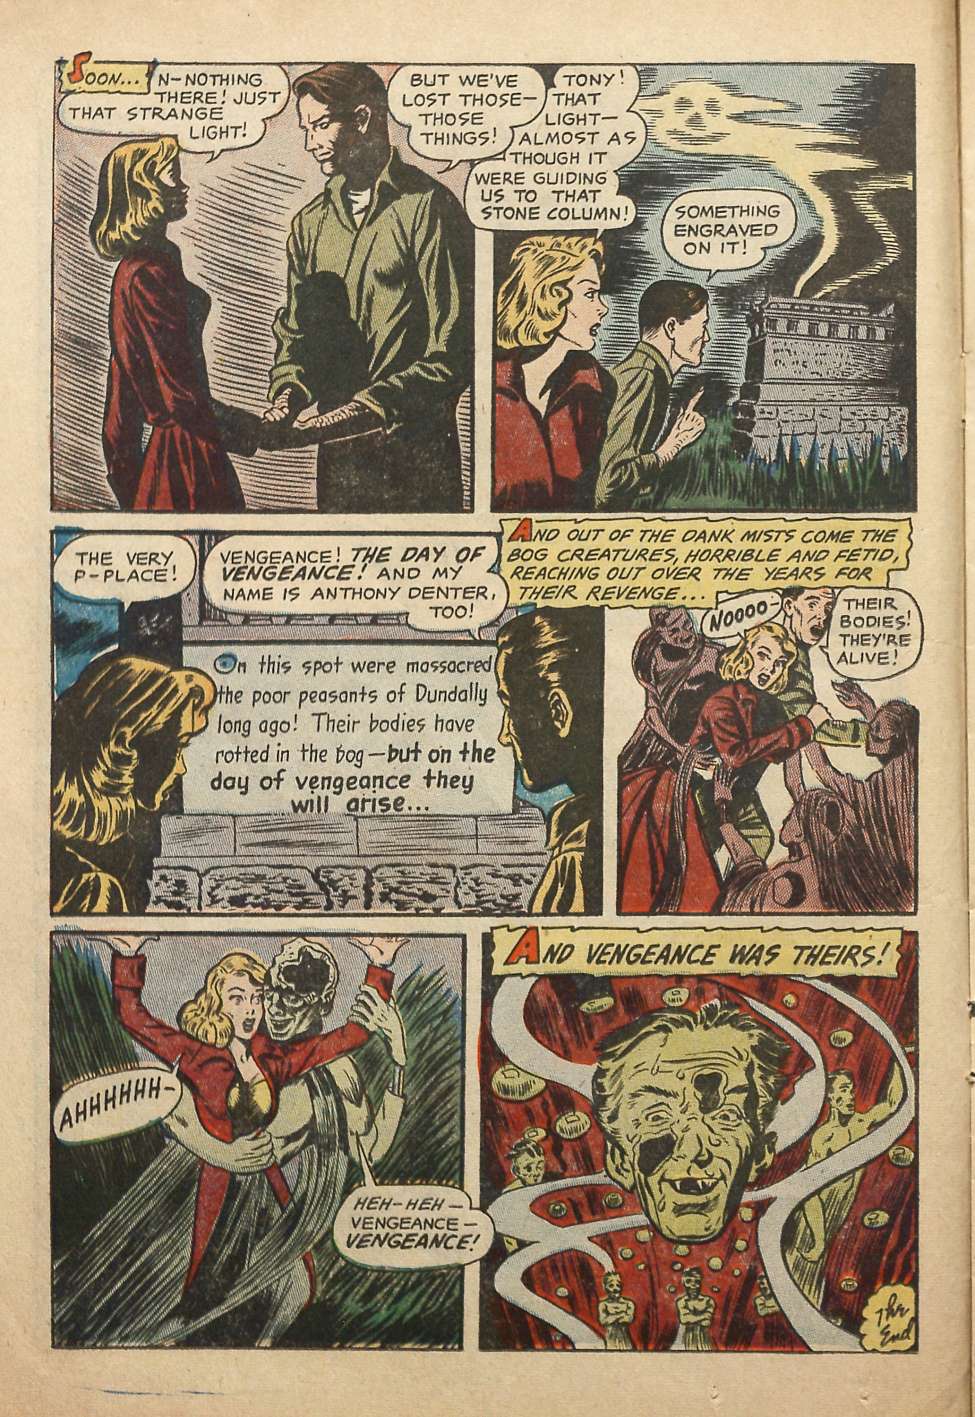 SOON...
N-NOTHING
THERE! JUST
THAT STRANGE
LIGHT!
BUT WE'VE
LOST THOSE—
THOSE
THINGS!
TONY!
THAT
LIGHT—
ALMOST AS
THOUGH IT
WERE GUIDING
US TO THAT
STONE COLUMN!
SOMETHING
ENGRAVED
ON IT!
THE VERY
P-PLACE!
VENGEANCE! THE DAY OF
VENGEANCE! AND MY
NAME IS ANTHONY DENTER,
TOO!
On this spot were massacred
the poor peasants of Dundally
long ago! Their bodies have
rotted in the bog—but on the
day of vengeance they
will arise...
AND OUT OF THE DANK MISTS COME THE
BOG CREATURES, HORRIBLE AND FETID,
REACHING OUT OVER THE YEARS FOR
THEIR REVENGE...
NOOOO-
THEIR
BODIES!
THEY'RE
ALIVE!
AHHHHHH-
HEH-HEH—
VENGEANCE—
VENGEANCE!
AND VENGEANCE WAS THEIRS!
The
End